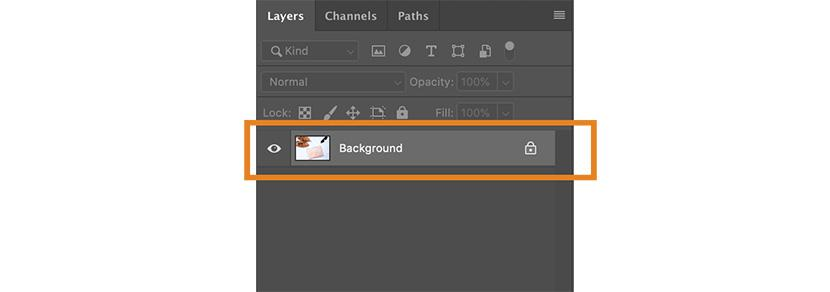 Layers Channels Paths
Kind T
Normal Opacity: 100%
Lock: Fill: 100%
Background